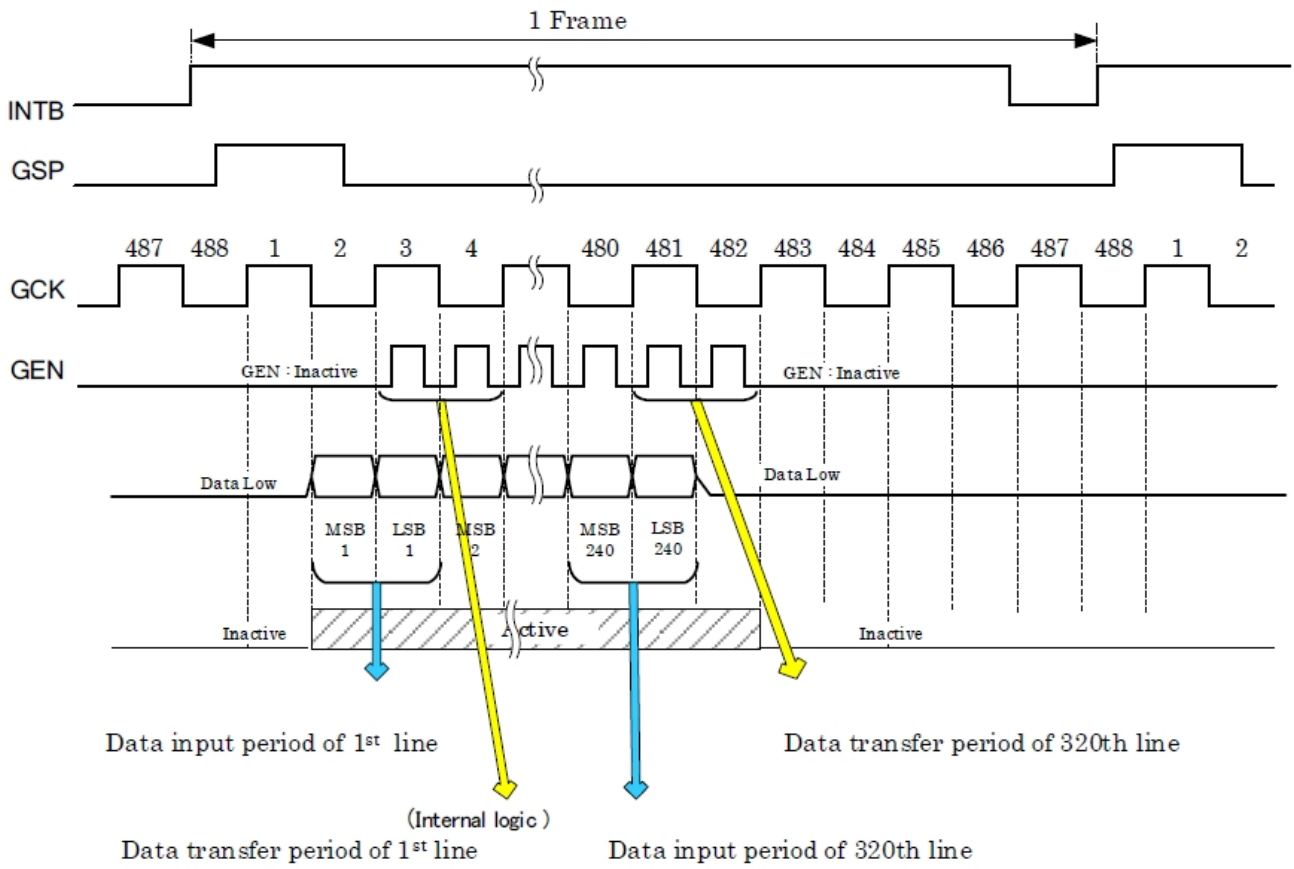 1 Frame
INTB
GSP
487 488 1 2 3 4 480 481 482 483 484 485 486 487 488 1 2
GCK
GEN
GEN : Inactive
GEN : Inactive
Data Low
Data Low
MSB 1
LSB 1
MSB 2
MSB 240
LSB 240
Inactive
Active
Inactive
Data input period of 1st line
Data transfer period of 320th line
(Internal logic )
Data transfer period of 1st line
Data input period of 320th line